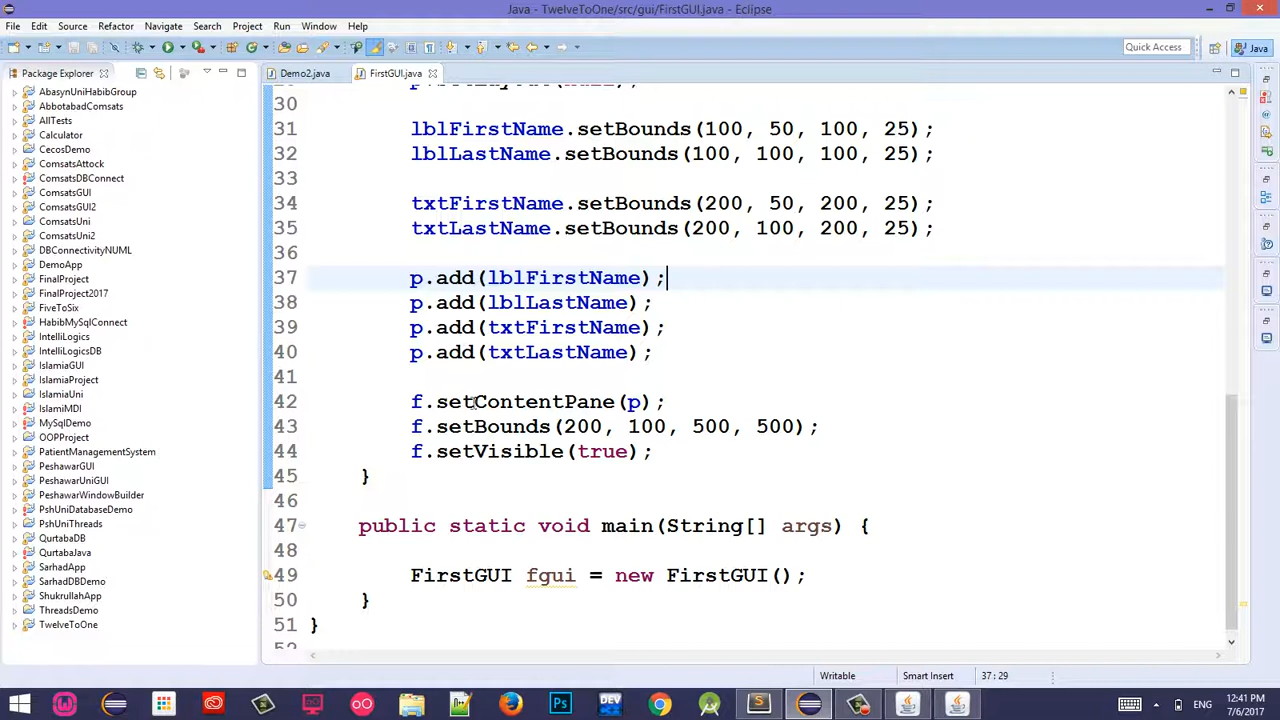 Java - TwelveToOne/src/gui/FirstGUI.java - Eclipse
File Edit Source Refactor Navigate Search Project Run Window Help
Quick Access
Java
Package Explorer
Demo2.java
FirstGUI.java
AbasynUniHabibGroup
AbbotabadComsats
AllTests
Calculator
CecosDemo
ComsatsAttock
ComsatsDBConnect
ComsatsGUI
ComsatsGUI2
ComsatsUni
ComsatsUni2
DBConnectivityNUML
DemoApp
FinalProject
FinalProject2017
FiveToSix
HabibMySqlConnect
IntelliLogics
IntelliLogicsDB
IslamiaGUI
IslamiaProject
IslamiaUni
IslamiMDI
MySqlDemo
OOPProject
PatientManagementSystem
PeshawarGUI
PeshawarUniGUI
PeshawarWindowBuilder
PshUniDatabaseDemo
PshUniThreads
QurtabaDB
QurtabaJava
SarhadApp
SarhadDBDemo
ShukrullahApp
ThreadsDemo
TwelveToOne
30
31 lblFirstName.setBounds(100, 50, 100, 25);
32 lblLastName.setBounds(100, 100, 100, 25);
33
34 txtFirstName.setBounds(200, 50, 200, 25);
35 txtLastName.setBounds(200, 100, 200, 25);
36
37 p.add(lblFirstName);
38 p.add(lblLastName);
39 p.add(txtFirstName);
40 p.add(txtLastName);
41
42 f.setContentPane(p);
43 f.setBounds(200, 100, 500, 500);
44 f.setVisible(true);
45 }
46
47 public static void main(String[] args) {
48
49 FirstGUI fgui = new FirstGUI();
50 }
51 }
52
Writable Smart Insert 37 : 29
12:41 PM
7/6/2017